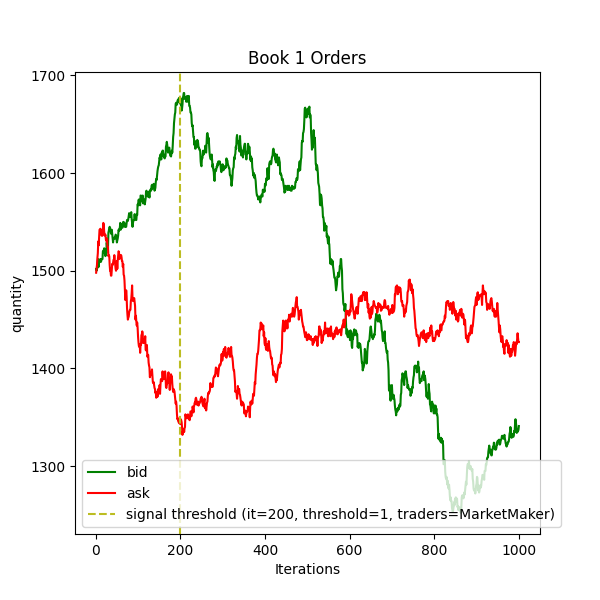 Book 1 Orders
1700
1600
1500
1400
1300
quantity
bid
ask
signal threshold (it=200, threshold=1, traders=MarketMaker)
0 200 400 600 800 1000
Iterations